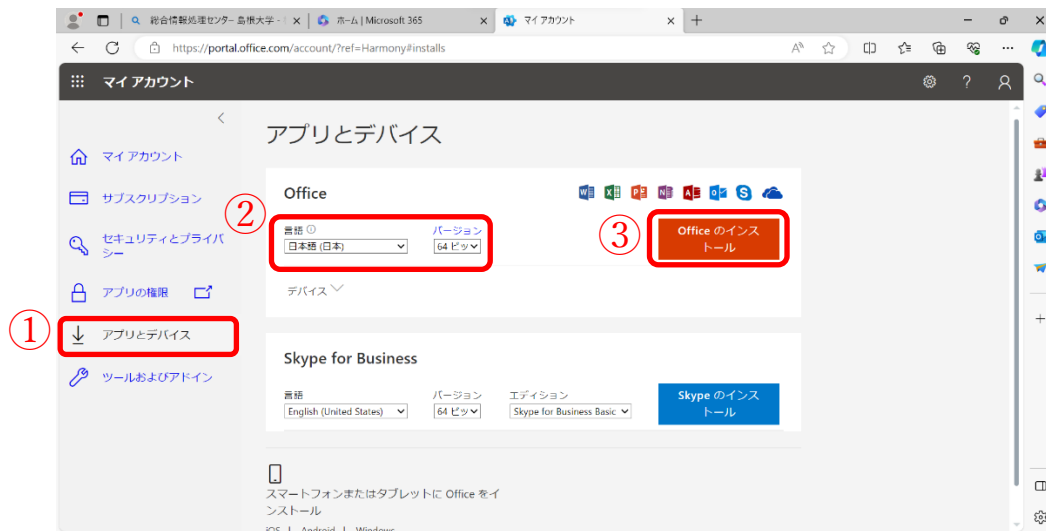 総合情報処理センター 島根大学 -
ホーム | Microsoft 365
マイ アカウント
https://portal.office.com/account/?ref=Harmony#installs
マイ アカウント
?
アプリとデバイス
マイ アカウント
サブスクリプション
セキュリティとプライバ
シー
アプリの権限
① アプリとデバイス
ツールおよびアドイン
Office
②
言語 バージョン
日本語 (日本) 64 ビッ
③
Office のインス
トール
デバイス
Skype for Business
言語 バージョン エディション
English (United States) 64 ビッ Skype for Business Basic
Skype のインス
トール
スマートフォンまたはタブレットに Office をイ
ンストール
iOS | Android | Windows